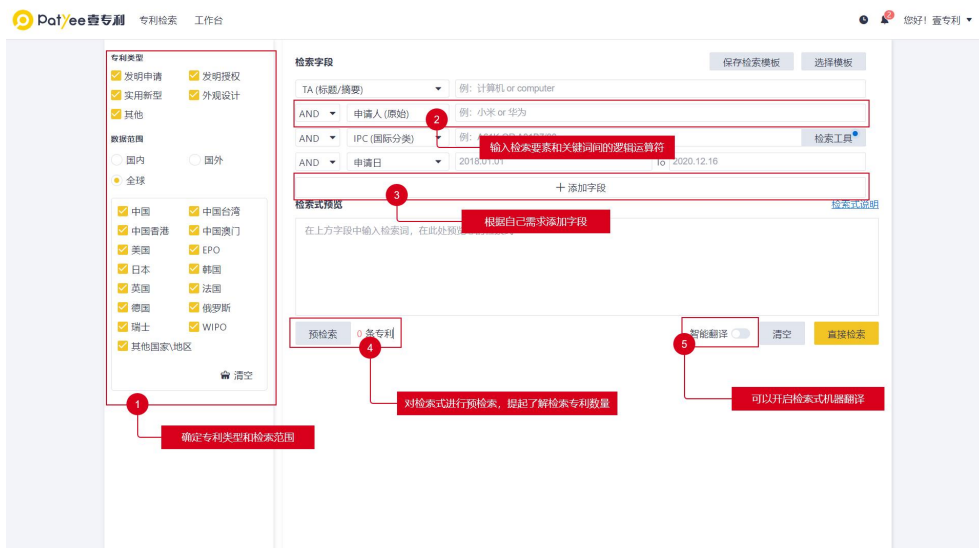 Patyee壹专利 专利检索 工作台 2 您好！壹专利
专利类型
发明申请 发明授权
实用新型 外观设计
其他
数据范围
国内 国外
全球
中国 中国台湾
中国香港 中国澳门
美国 EPO
日本 韩国
英国 法国
德国 俄罗斯
瑞士 WIPO
其他国家\地区
清空
1
确定专利类型和检索范围
检索字段 保存检索模板 选择模板
TA (标题/摘要) 例：计算机 or computer
AND 申请人 (原始) 例：小米 or 华为
2
AND IPC (国际分类) 例： 检索工具
输入检索要素和关键词间的逻辑运算符
AND 申请日 2018.01.01 To 2020.12.16
+ 添加字段
3
检索式预览 检索式说明
根据自己需求添加字段
在上方字段中输入检索词，在此处预
预检索 0 条专利 智能翻译 清空 直接检索
4 5
对检索式进行预检索，提起了解检索专利数量 可以开启检索式机器翻译